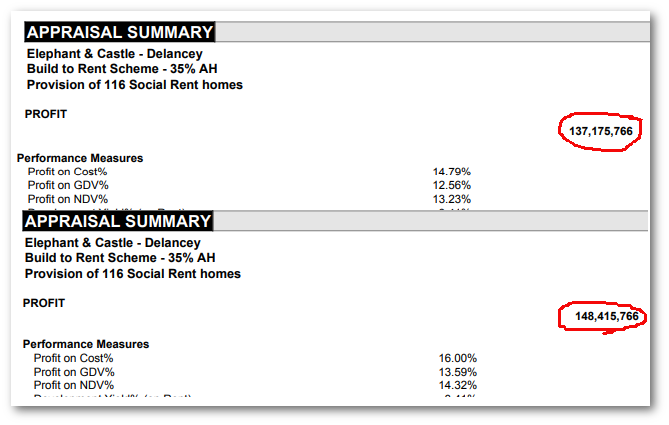 APPRAISAL SUMMARY
Elephant & Castle - Delancey
Build to Rent Scheme - 35% AH
Provision of 116 Social Rent homes
PROFIT
137,175,766
Performance Measures
Profit on Cost% 14.79%
Profit on GDV% 12.56%
Profit on NDV% 13.23%
APPRAISAL SUMMARY
Elephant & Castle - Delancey
Build to Rent Scheme - 35% AH
Provision of 116 Social Rent homes
PROFIT
148,415,766
Performance Measures
Profit on Cost% 16.00%
Profit on GDV% 13.59%
Profit on NDV% 14.32%